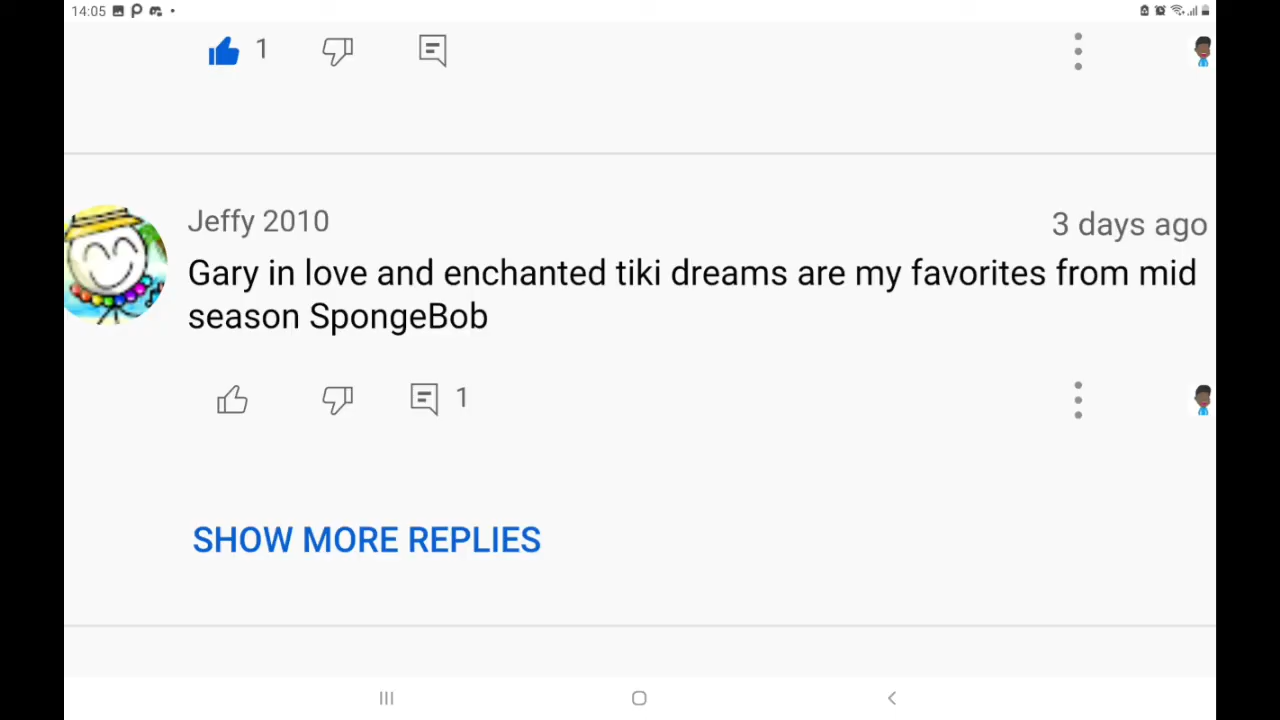 14:05
1
Jeffy 2010
3 days ago
Gary in love and enchanted tiki dreams are my favorites from mid
season SpongeBob
1
SHOW MORE REPLIES